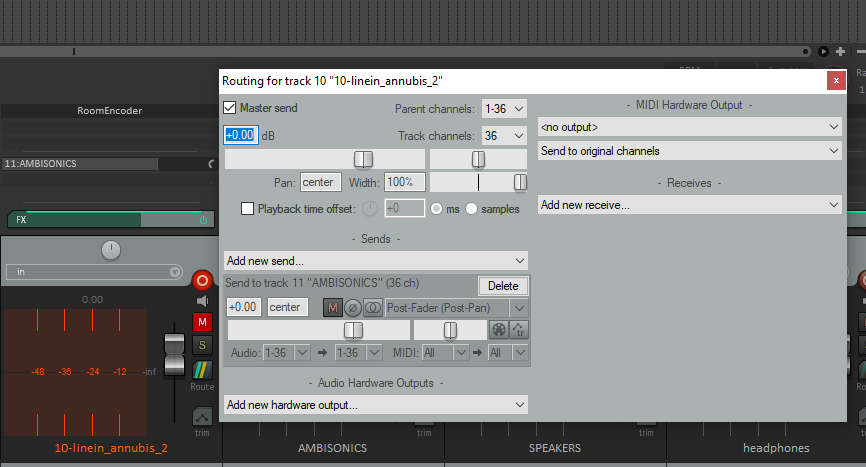 Routing for track 10 "10-linein_annubis_2"
x
RoomEncoder
11:AMBISONICS
FX
in
0.00
-48 -36 -24 -12 -inf
M
S
Route
trim
10-linein_annubis_2
Master send
Parent channels: 1-36
+0.00 dB
Track channels: 36
Pan: center Width: 100%
Playback time offset: +0 ms samples
- Sends -
Add new send...
Send to track 11 "AMBISONICS" (36 ch) Delete
+0.00 center M Post-Fader (Post-Pan)
Audio: 1-36 1-36 MIDI: All All
- Audio Hardware Outputs -
Add new hardware output...
- MIDI Hardware Output -
<no output>
Send to original channels
- Receives -
Add new receive...
trim
AMBISONICS
trim
SPEAKERS
trim
headphones